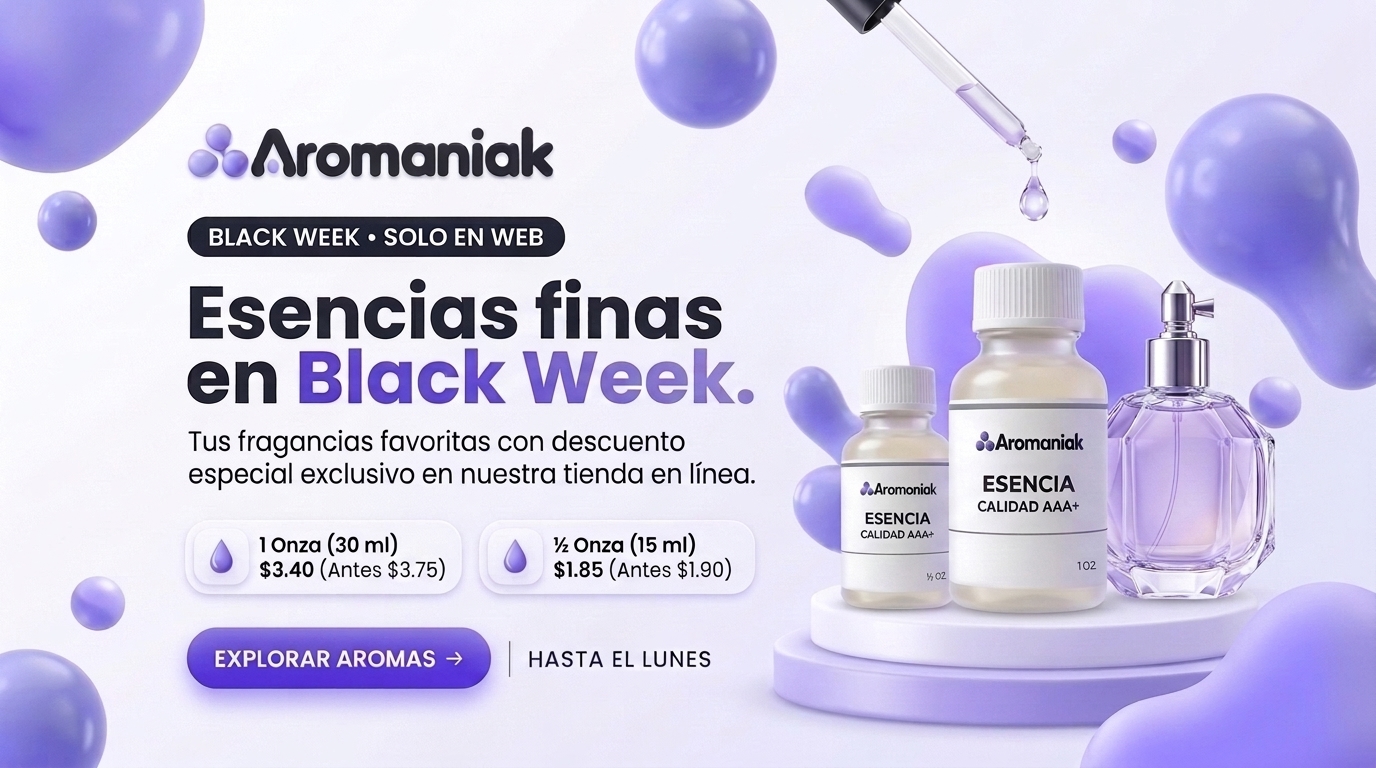 Aromaniak
BLACK WEEK • SOLO EN WEB
Esencias finas
en Black Week.
Tus fragancias favoritas con descuento
especial exclusivo en nuestra tienda en línea.
1 Onza (30 ml)
$3.40 (Antes $3.75)
½ Onza (15 ml)
$1.85 (Antes $1.90)
EXPLORAR AROMAS →
HASTA EL LUNES
Aromoniak
ESENCIA
CALIDAD AAA+
½ OZ
Aromaniak
ESENCIA
CALIDAD AAA+
1OZ